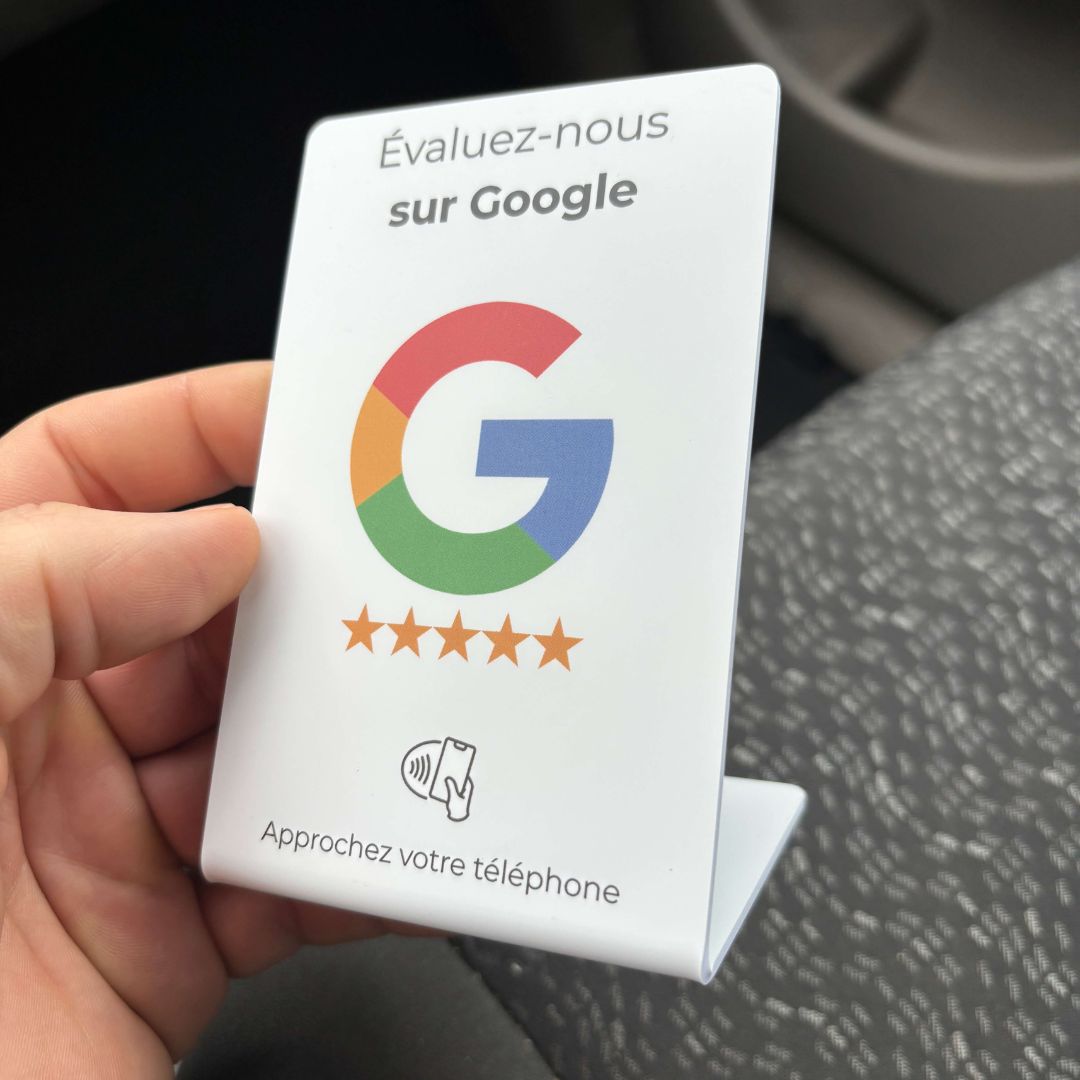 Évaluez-nous
sur Google
Approchez votre téléphone